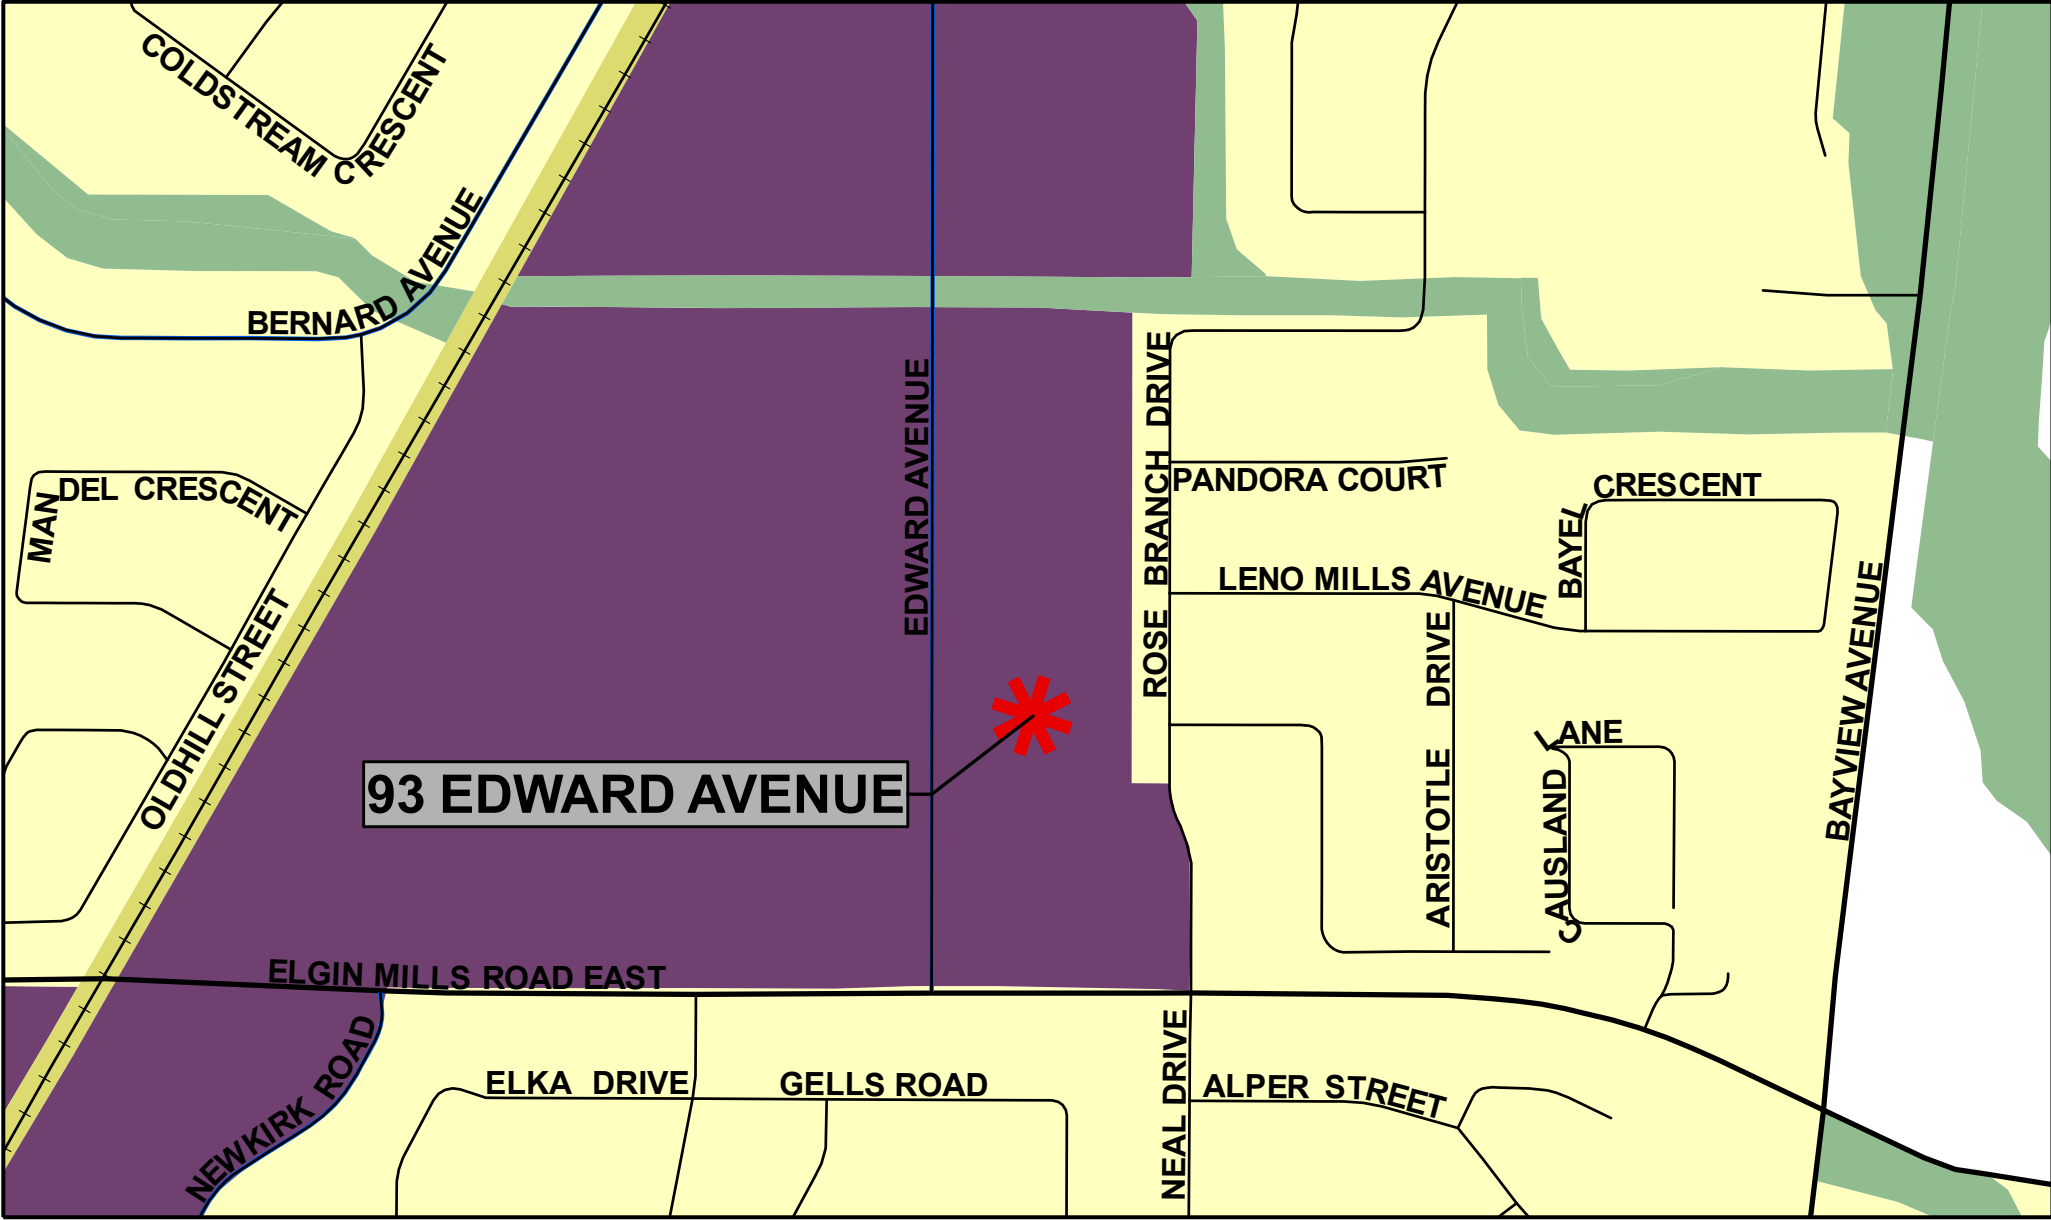 COLDSTREAM CRESCENT
BERNARD AVENUE
EDWARD AVENUE
ROSE BRANCH DRIVE
PANDORA COURT
MAN DEL CRESCENT
BAYEL CRESCENT
LENO MILLS AVENUE
OLDHILL STREET
ARISTOTLE DRIVE
BAYVIEW AVENUE
93 EDWARD AVENUE
C AUSLAND LANE
ELGIN MILLS ROAD EAST
NEWKIRK ROAD
ELKA DRIVE
GELLS ROAD
NEAL DRIVE
ALPER STREET